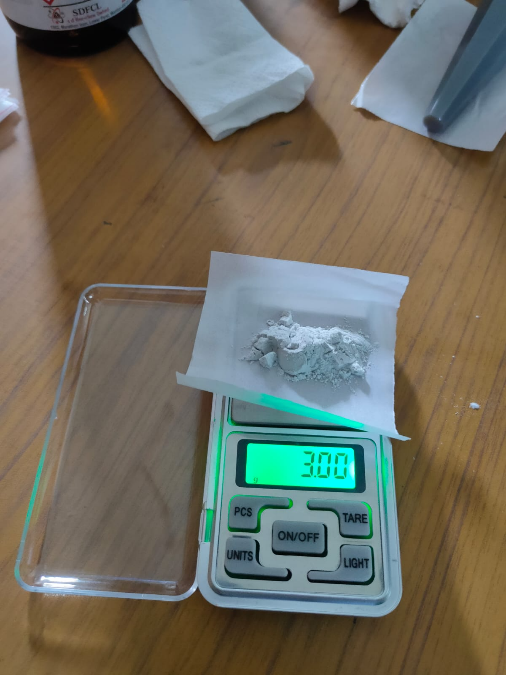 SDFCL
3.00
g
PCS
TARE
ON/OFF
UNITS
LIGHT